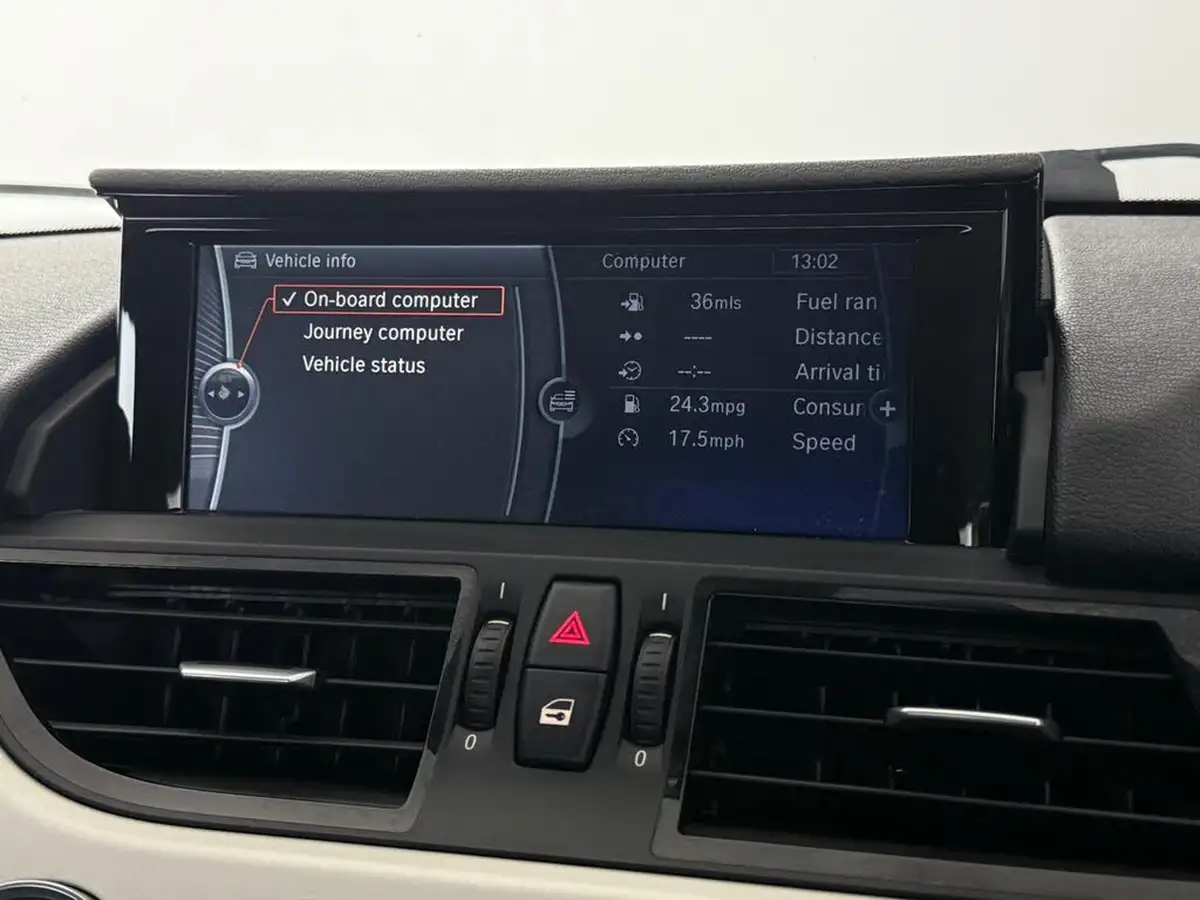 Vehicle info
✓ On-board computer
Journey computer
Vehicle status
Computer 13:02
36mls Fuel ran
---- Distance
--:-- Arrival ti
24.3mpg Consur
17.5mph Speed
I I
0 0